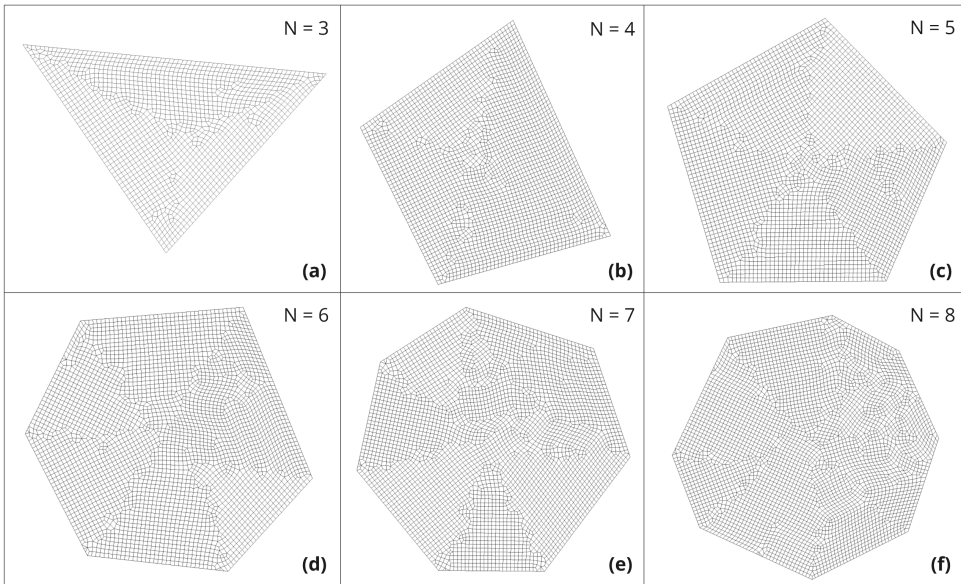 N = 3
N = 4
N = 5
(a)
(b)
(c)
N = 6
N = 7
N = 8
(d)
(e)
(f)